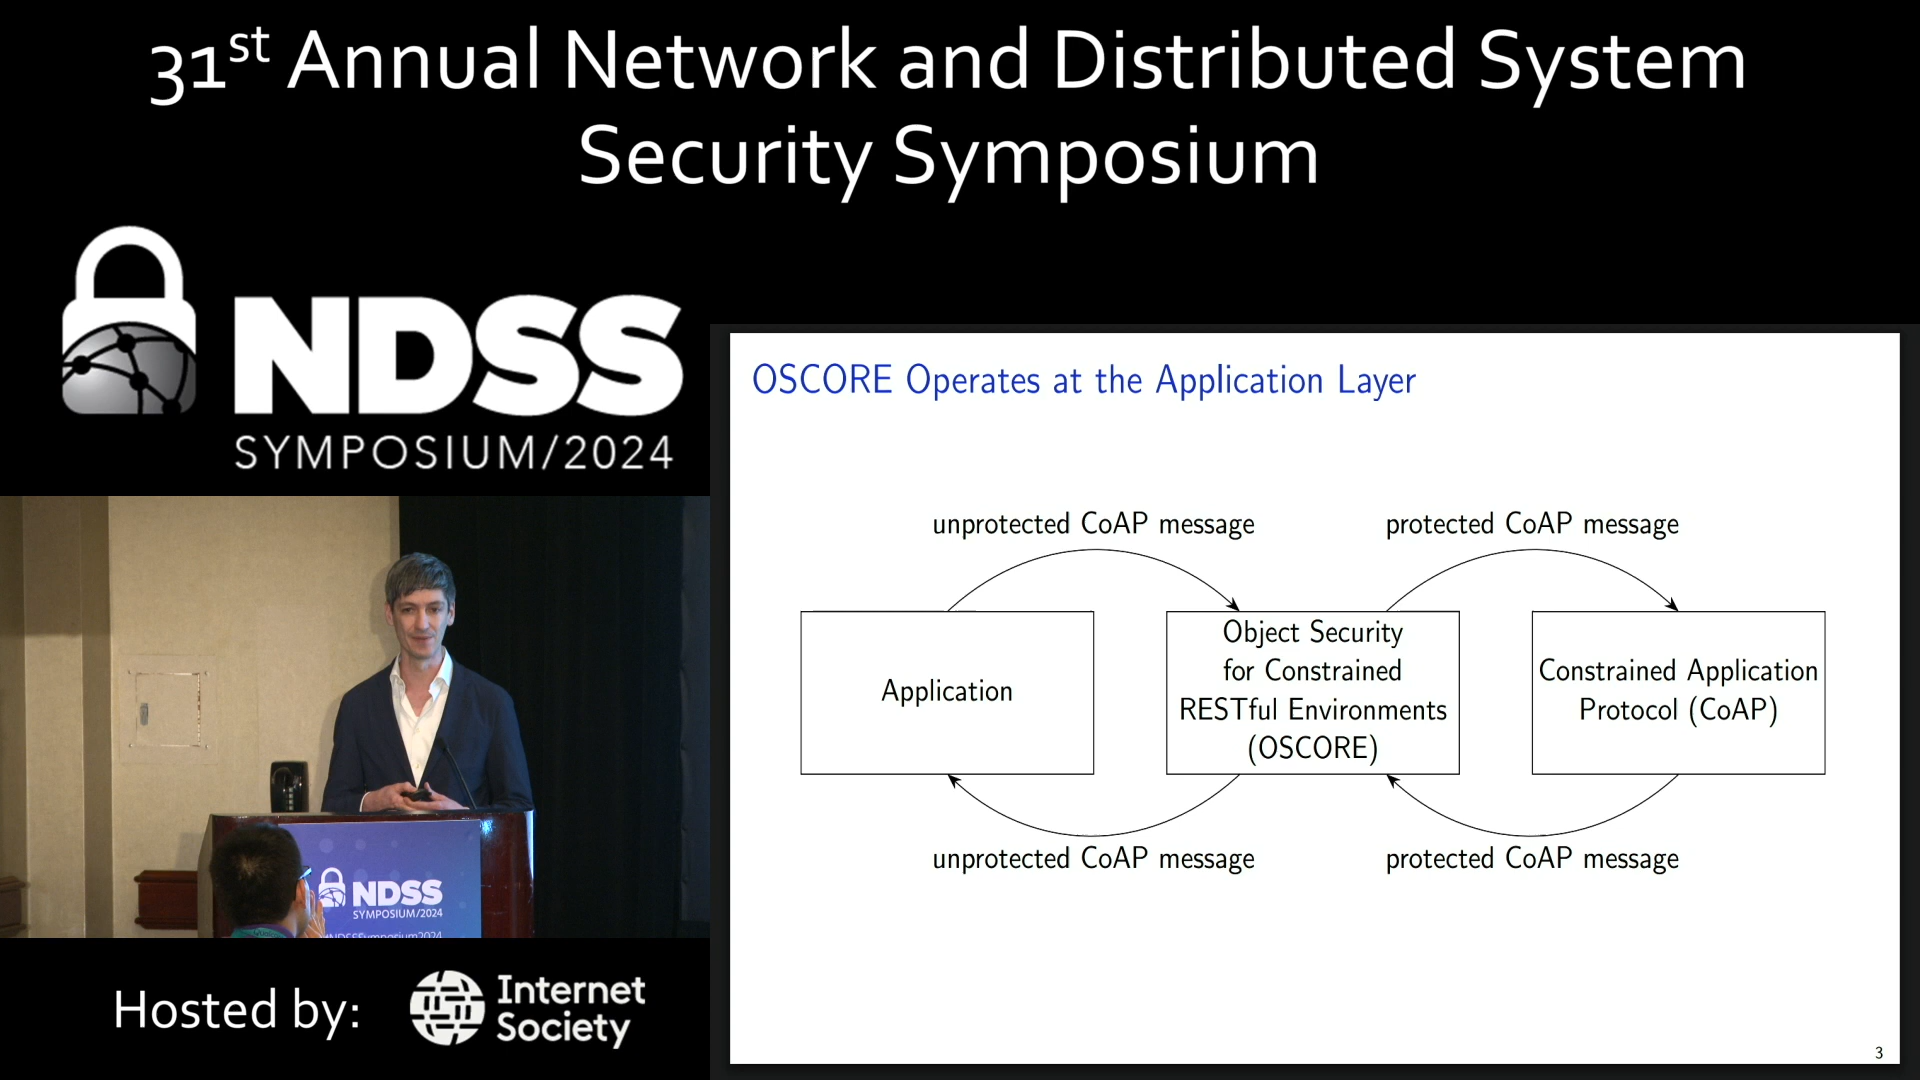 31st Annual Network and Distributed System
Security Symposium
NDSS
SYMPOSIUM/2024
OSCORE Operates at the Application Layer
unprotected CoAP message
protected CoAP message
Application
Object Security
for Constrained
RESTful Environments
(OSCORE)
Constrained Application
Protocol (CoAP)
unprotected CoAP message
protected CoAP message
3
NDSS
SYMPOSIUM/2024
#NDSSSymposium2024
Hosted by:
Internet
Society